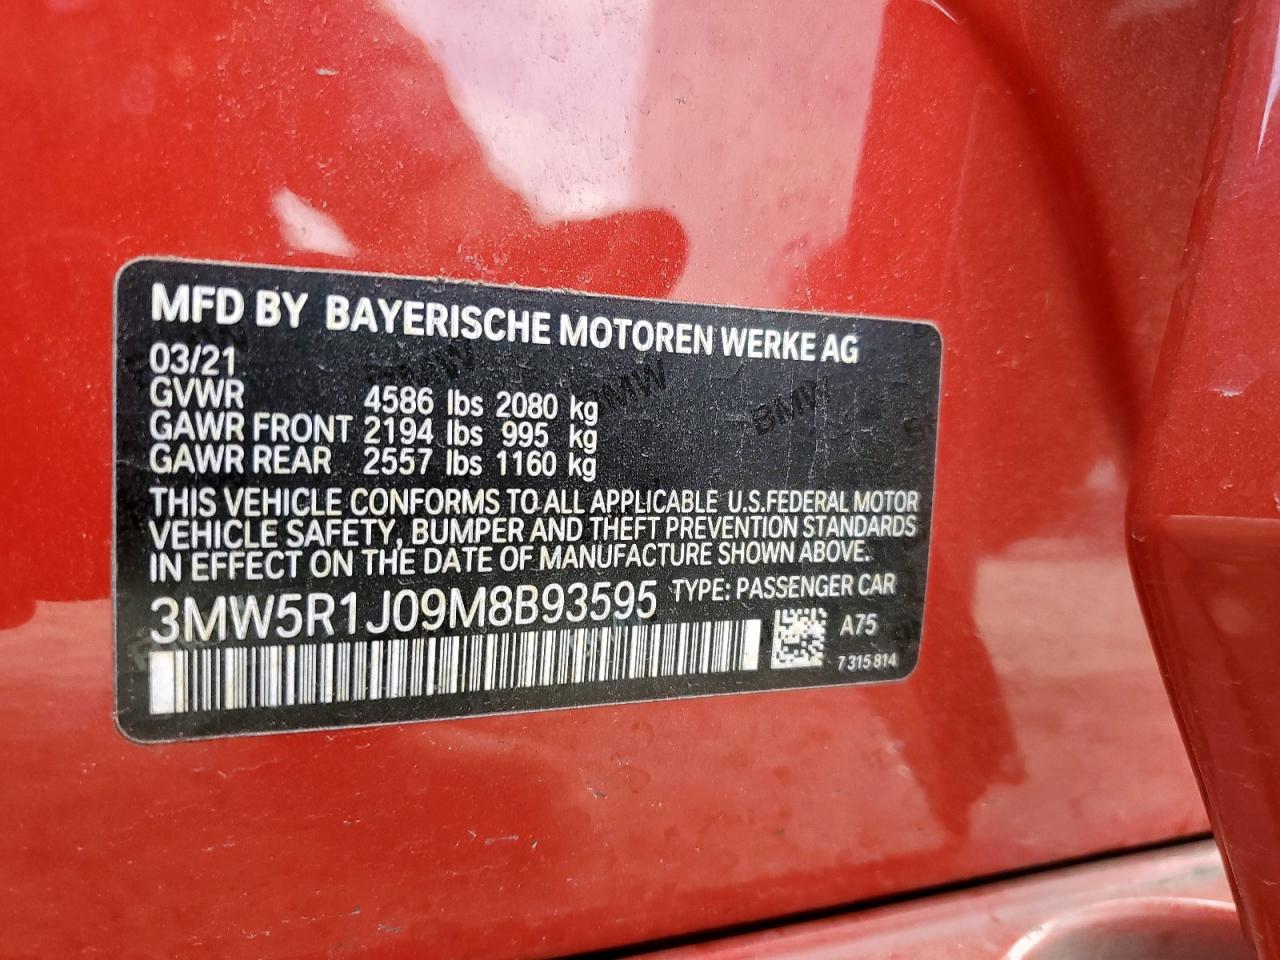 MFD BY BAYERISCHE MOTOREN WERKE AG
03/21
GVWR 4586 lbs 2080 kg
GAWR FRONT 2194 lbs 995 kg
GAWR REAR 2557 lbs 1160 kg
THIS VEHICLE CONFORMS TO ALL APPLICABLE U.S.FEDERAL MOTOR
VEHICLE SAFETY, BUMPER AND THEFT PREVENTION STANDARDS
IN EFFECT ON THE DATE OF MANUFACTURE SHOWN ABOVE.
3MW5R1J09M8B93595 TYPE: PASSENGER CAR
A75
7 315 814
BMW
BMW
BMW